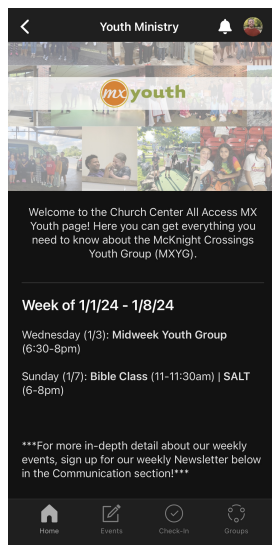 Youth Ministry
mx youth
Welcome to the Church Center All Access MX
Youth page! Here you can get everything you
need to know about the McKnight Crossings
Youth Group (MXYG).
Week of 1/1/24 - 1/8/24
Wednesday (1/3): Midweek Youth Group
(6:30-8pm)
Sunday (1/7): Bible Class (11-11:30am) | SALT
(6-8pm)
***For more in-depth detail about our weekly
events, sign up for our weekly Newsletter below
in the Communication section!***
Home Events Check-In Groups